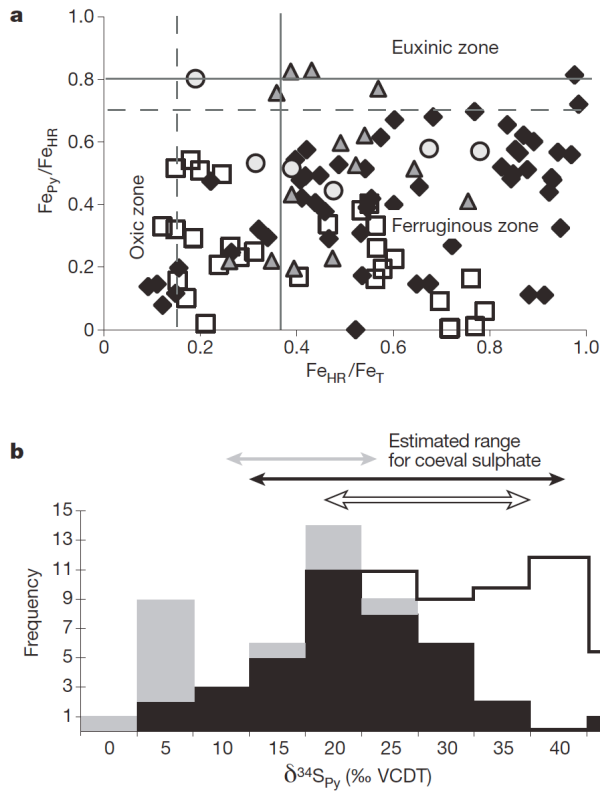 a
Euxinic zone
1.0
0.8
0.6
0.4
0.2
0
Fe_Py/Fe_HR
Oxic zone
Ferruginous zone
0
0.2
0.4
0.6
0.8
1.0
Fe_HR/Fe_T
b
Estimated range
for coeval sulphate
15
13
11
9
7
5
3
1
Frequency
0
5
10
15
20
25
30
35
40
δ³⁴S_Py (‰ VCDT)